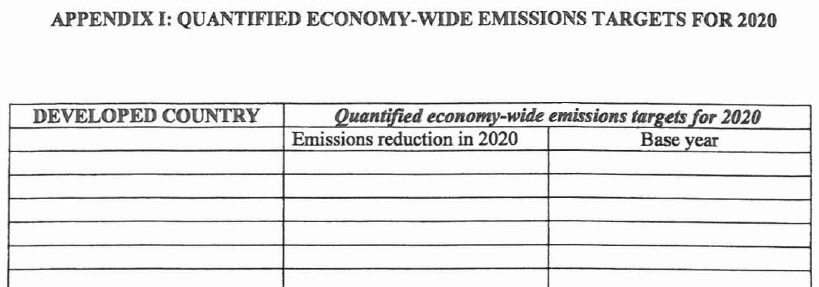 APPENDIX I: QUANTIFIED ECONOMY-WIDE EMISSIONS TARGETS FOR 2020
DEVELOPED COUNTRY Quantified economy-wide emissions targets for 2020
Emissions reduction in 2020 Base year